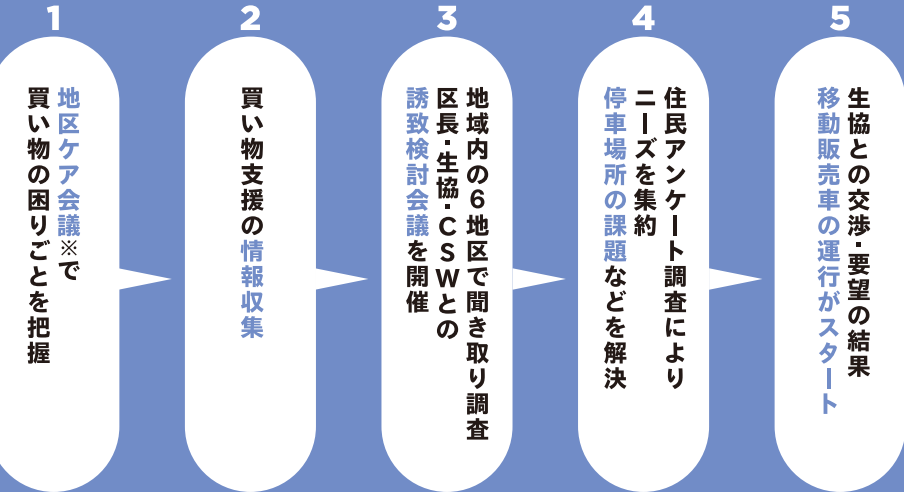 1
地区ケア会議※で
買い物の困りごとを把握
2
買い物支援の情報収集
3
地域内の6地区で聞き取り調査
区長・生協・CSWとの
誘致検討会議を開催
4
住民アンケート調査により
ニーズを集約
停車場所の課題などを解決
5
生協との交渉・要望の結果
移動販売車の運行がスタート